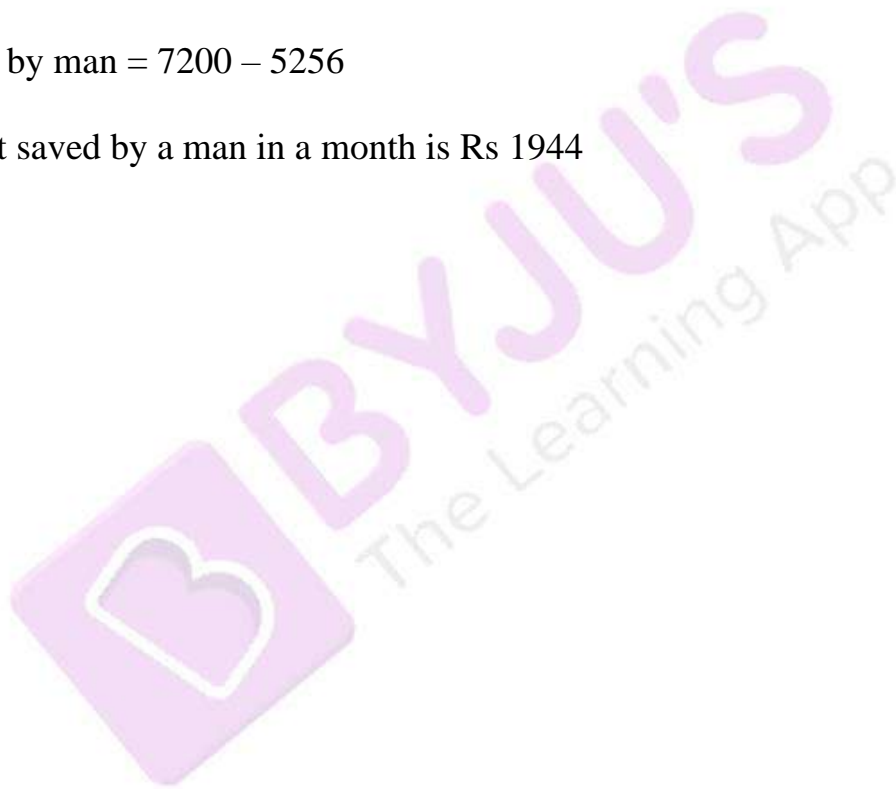 by man = 7200 – 5256
t saved by a man in a month is Rs 1944
BYJU'S
The Learning App
B